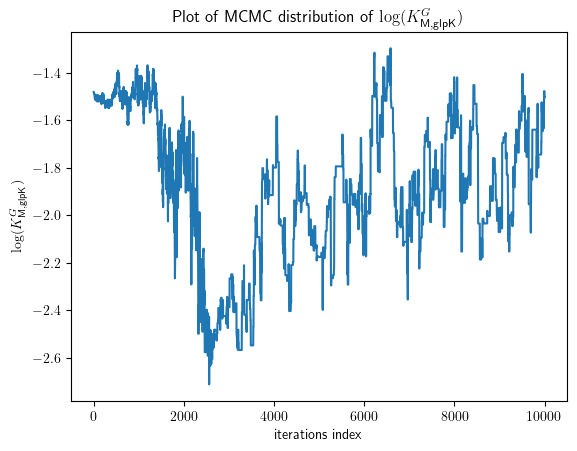 Plot of MCMC distribution of log(K^G_M,glpK)
−1.4
−1.6
−1.8
−2.0
−2.2
−2.4
−2.6
log(K^G_M,glpK)
0 2000 4000 6000 8000 10000
iterations index